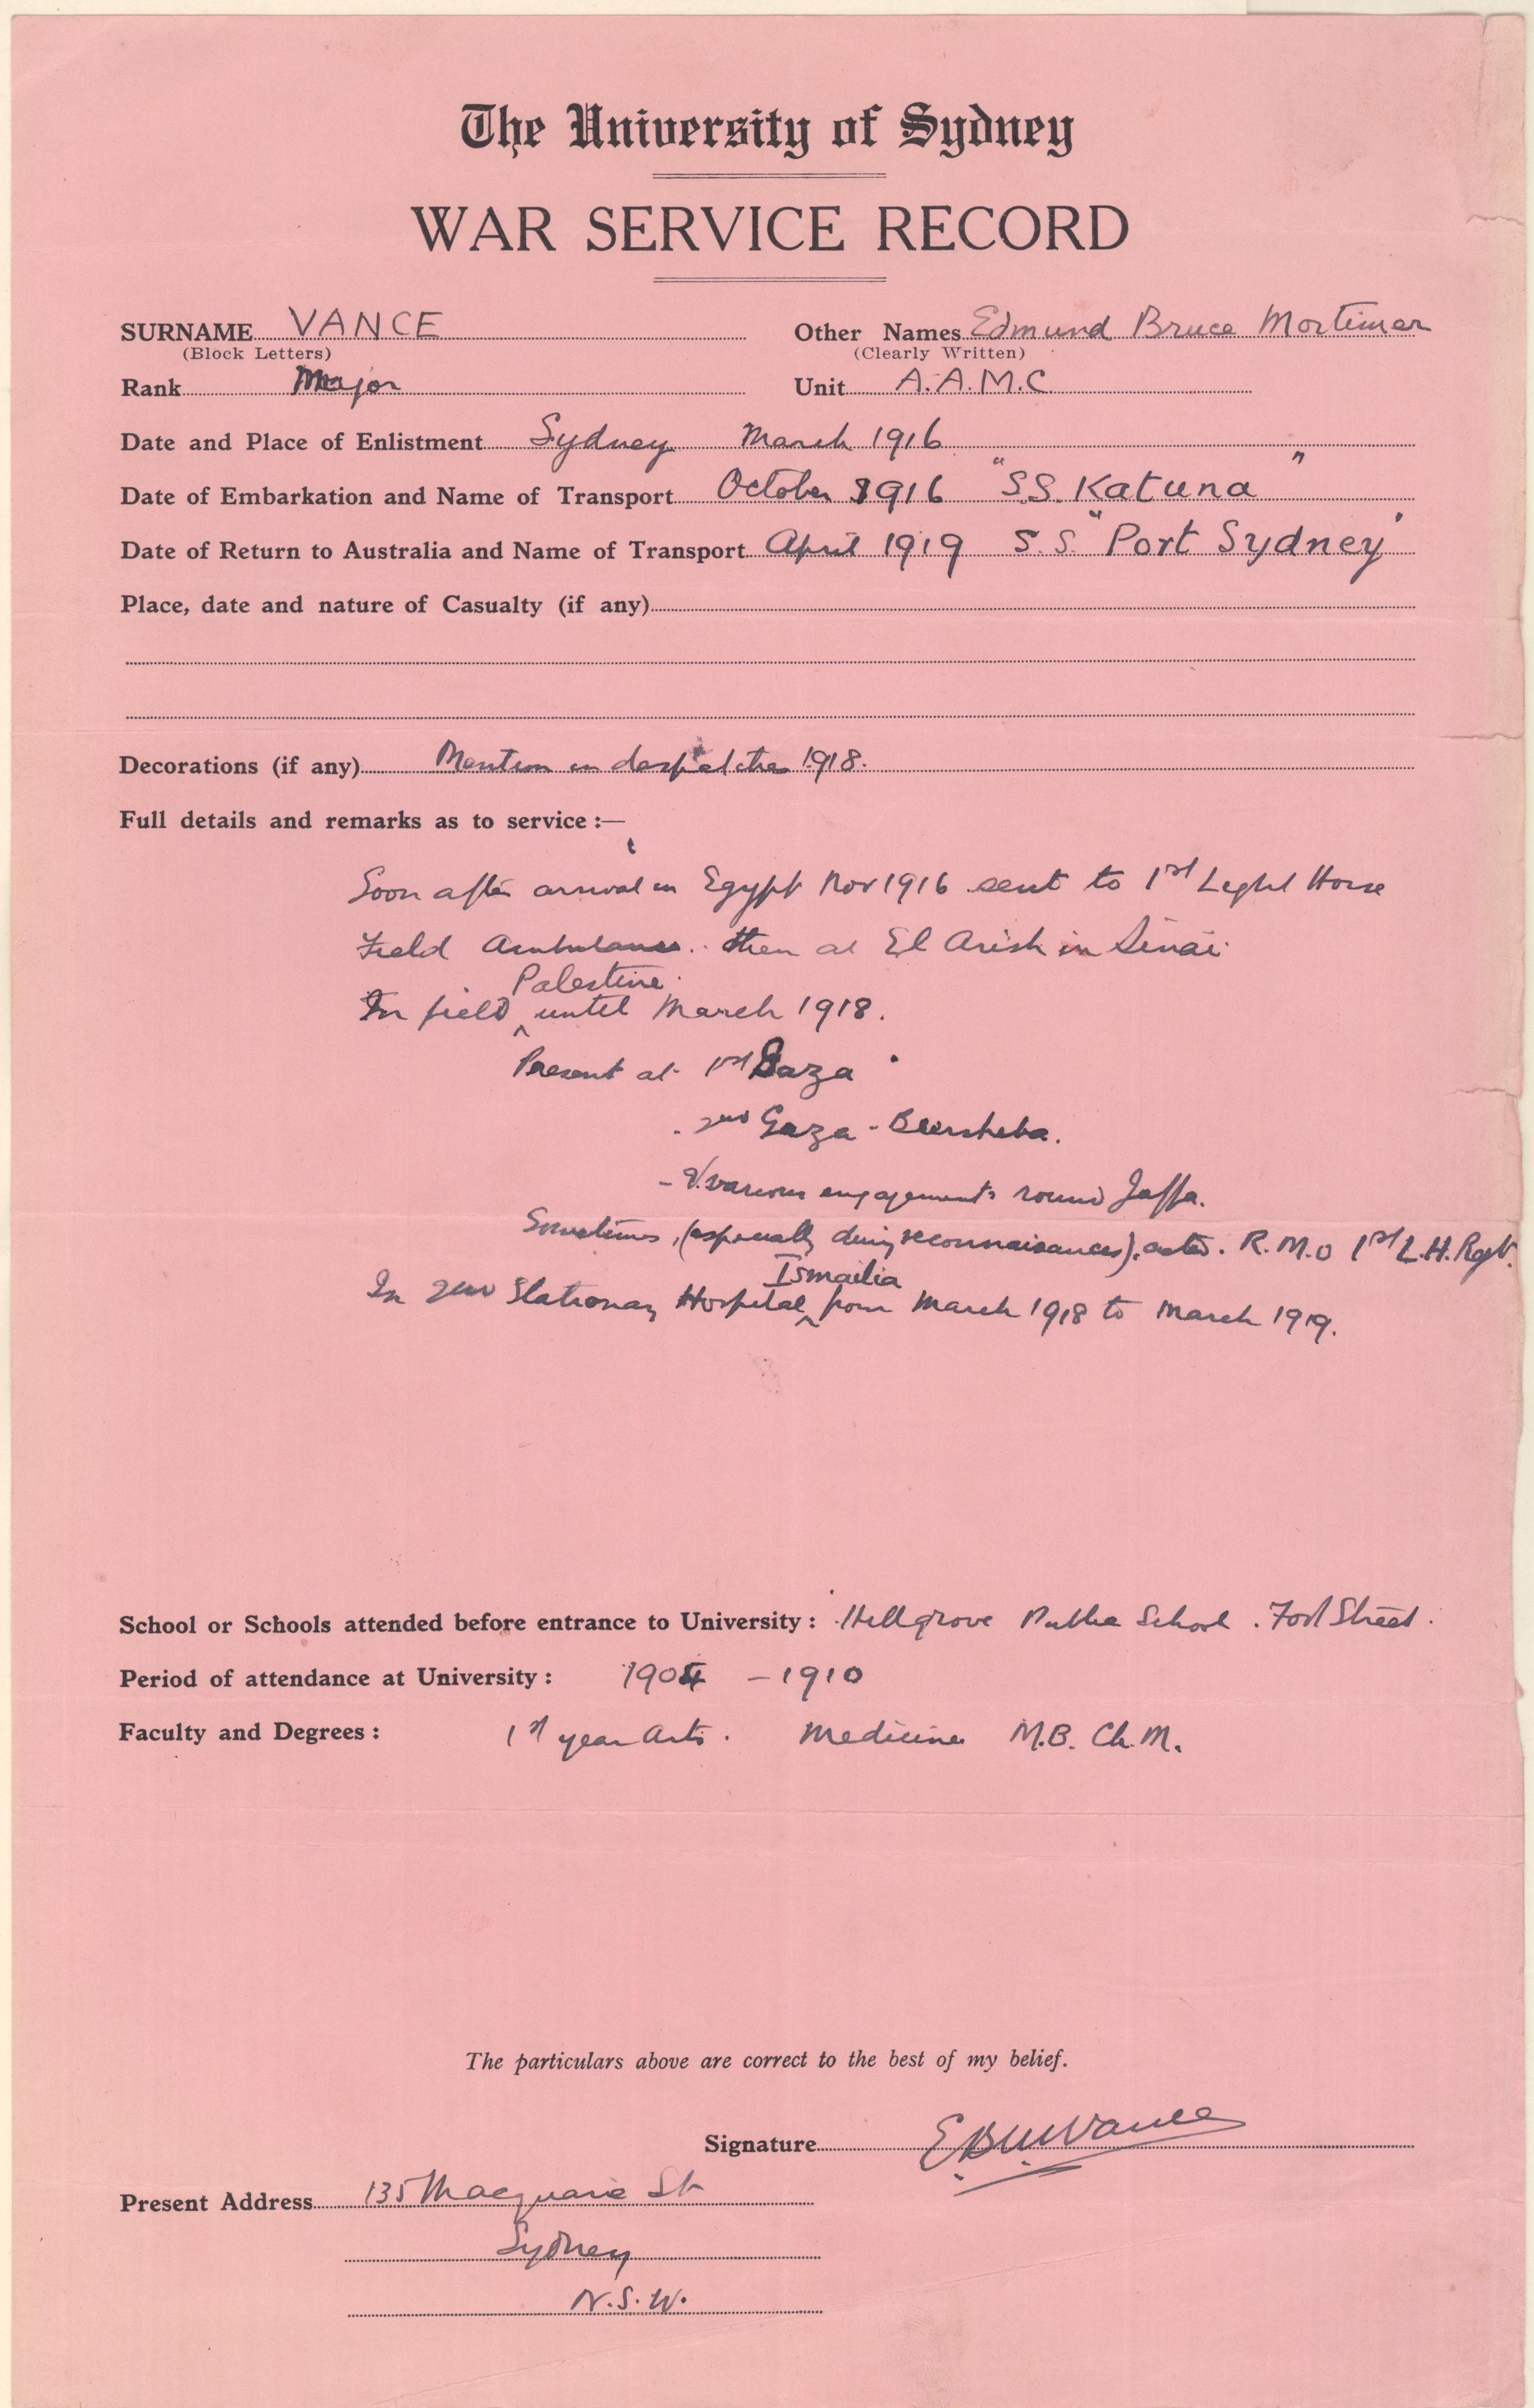 The University of Sydney
WAR SERVICE RECORD
SURNAME VANCE Other Names Edmund Bruce Mortimer
(Block Letters) (Clearly Written)
Rank Major Unit A.A.M.C
Date and Place of Enlistment Sydney March 1916
Date of Embarkation and Name of Transport October 1916 "S.S. Katuna"
Date of Return to Australia and Name of Transport April 1919 S.S. "Port Sydney"
Place, date and nature of Casualty (if any)
Decorations (if any) Mention in despatches 1918.
Full details and remarks as to service :—
Soon after arrival in Egypt Nov 1916 sent to 1st Light Horse
Field Ambulance. then at El Arish in Sinai
Palestine.
In field ^ until March 1918.
Present at 1st Gaza
- 2nd Gaza - Beersheba.
- & various engagements round Jaffa.
Sometimes, (especially during reconnaisances), acted. R.M.O 1st L.H. Regt.
Ismailia
In 2nd Stationary Hospital ^ from March 1918 to March 1919.
School or Schools attended before entrance to University : Hillgrove Public School. Fort Street.
Period of attendance at University : 1904 – 1910
Faculty and Degrees : 1st year Arts. Medicine M.B. Ch.M.
The particulars above are correct to the best of my belief.
Signature EBMVance
Present Address 135 Macquarie St
Sydney
N.S.W.